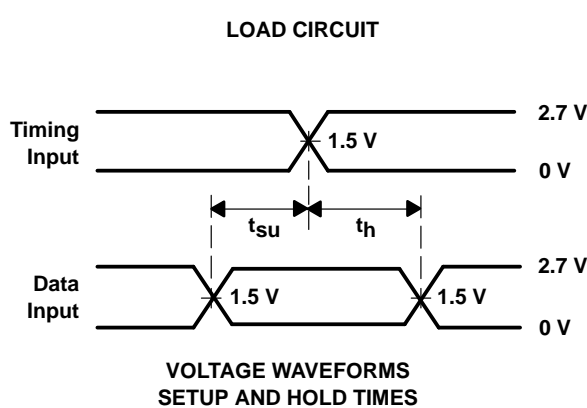 LOAD CIRCUIT
Timing
Input
2.7 V
1.5 V
0 V
tsu
th
Data
Input
2.7 V
1.5 V
1.5 V
0 V
VOLTAGE WAVEFORMS
SETUP AND HOLD TIMES